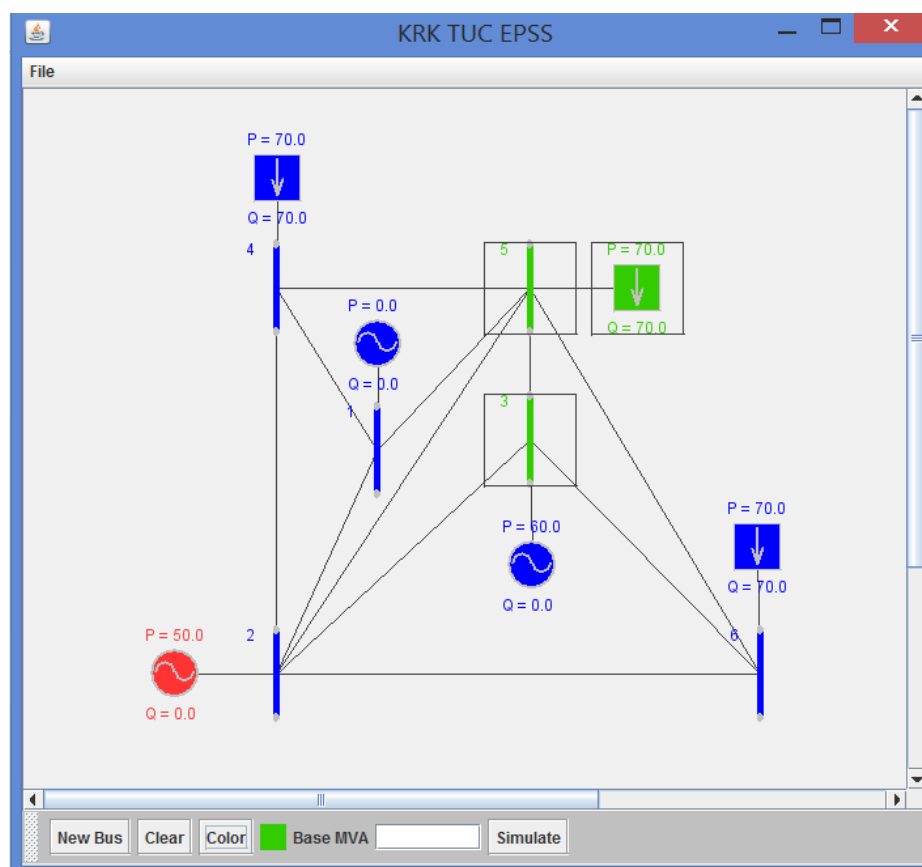 KRK TUC EPSS
File
P = 70.0
Q = 70.0
4
5
P = 70.0
Q = 70.0
P = 0.0
Q = 0.0
1
3
P = 60.0
Q = 0.0
P = 70.0
Q = 70.0
P = 50.0
Q = 0.0
2
6
New Bus Clear Color Base MVA Simulate